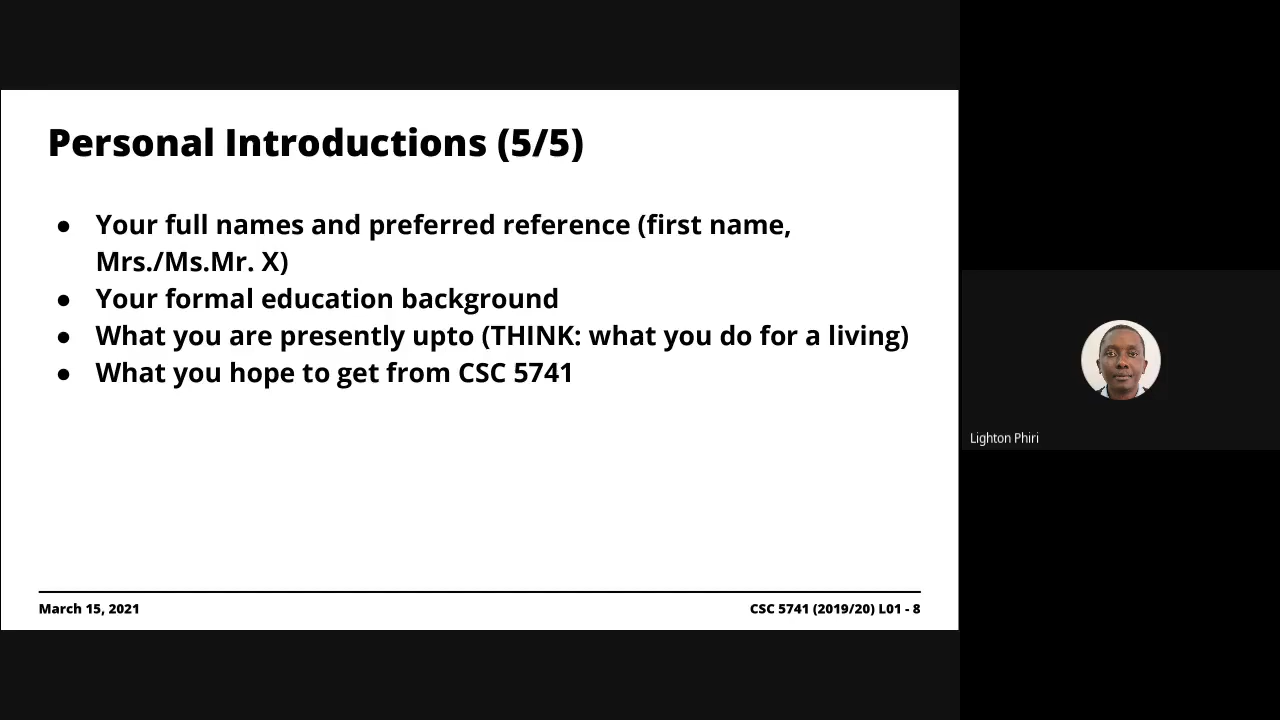 Personal Introductions (5/5)
● Your full names and preferred reference (first name,
Mrs./Ms.Mr. X)
● Your formal education background
● What you are presently upto (THINK: what you do for a living)
● What you hope to get from CSC 5741
March 15, 2021
CSC 5741 (2019/20) L01 - 8
Lighton Phiri